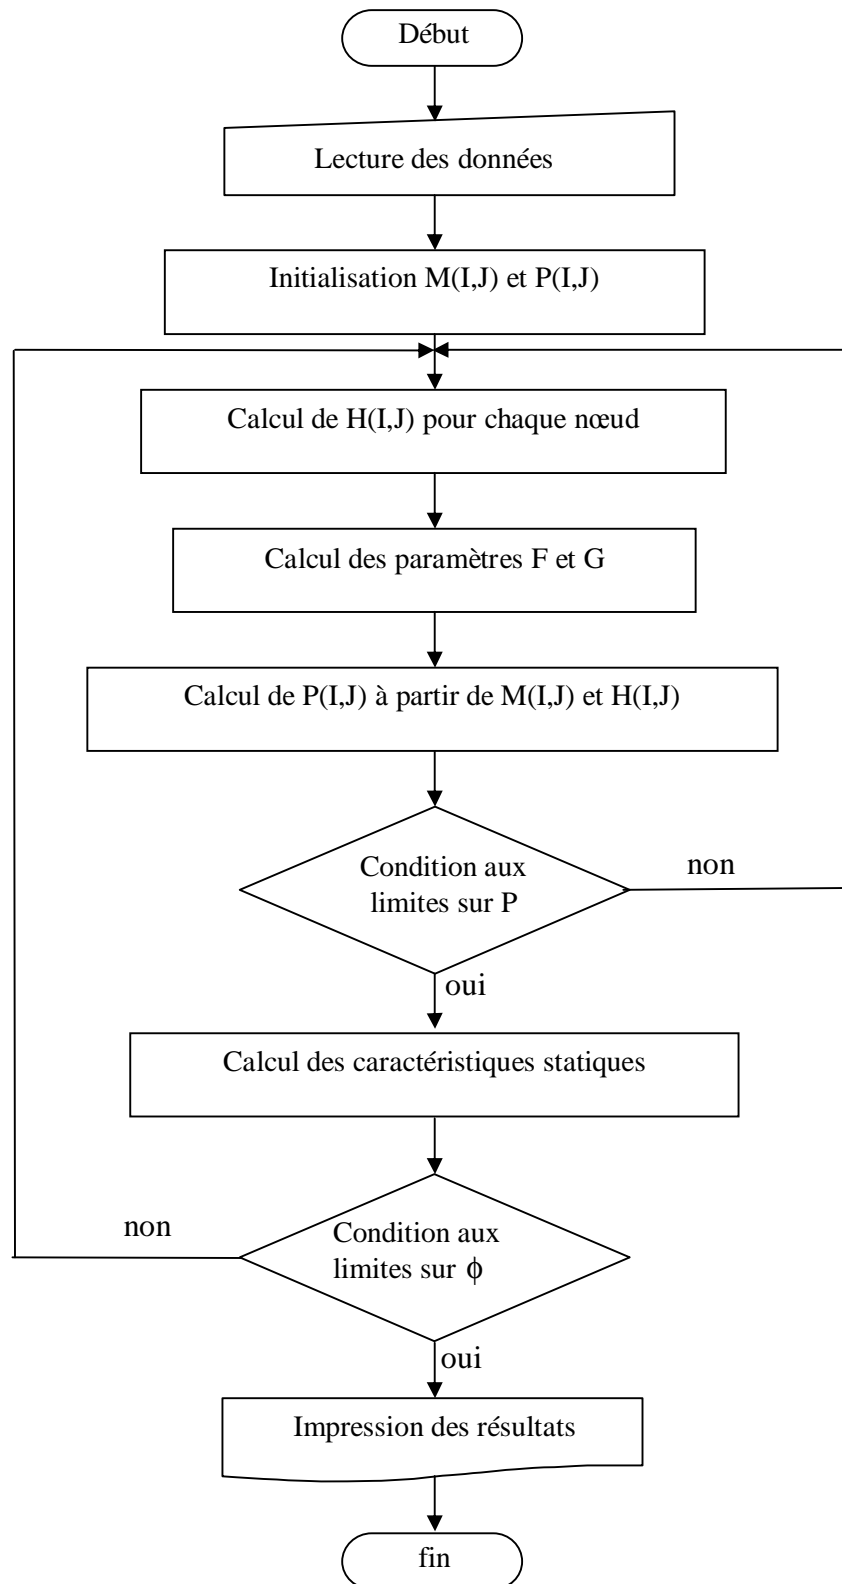 Début
Lecture des données
Initialisation M(I,J) et P(I,J)
Calcul de H(I,J) pour chaque nœud
Calcul des paramètres F et G
Calcul de P(I,J) à partir de M(I,J) et H(I,J)
Condition aux
limites sur P
non
oui
Calcul des caractéristiques statiques
non
Condition aux
limites sur ϕ
oui
Impression des résultats
fin